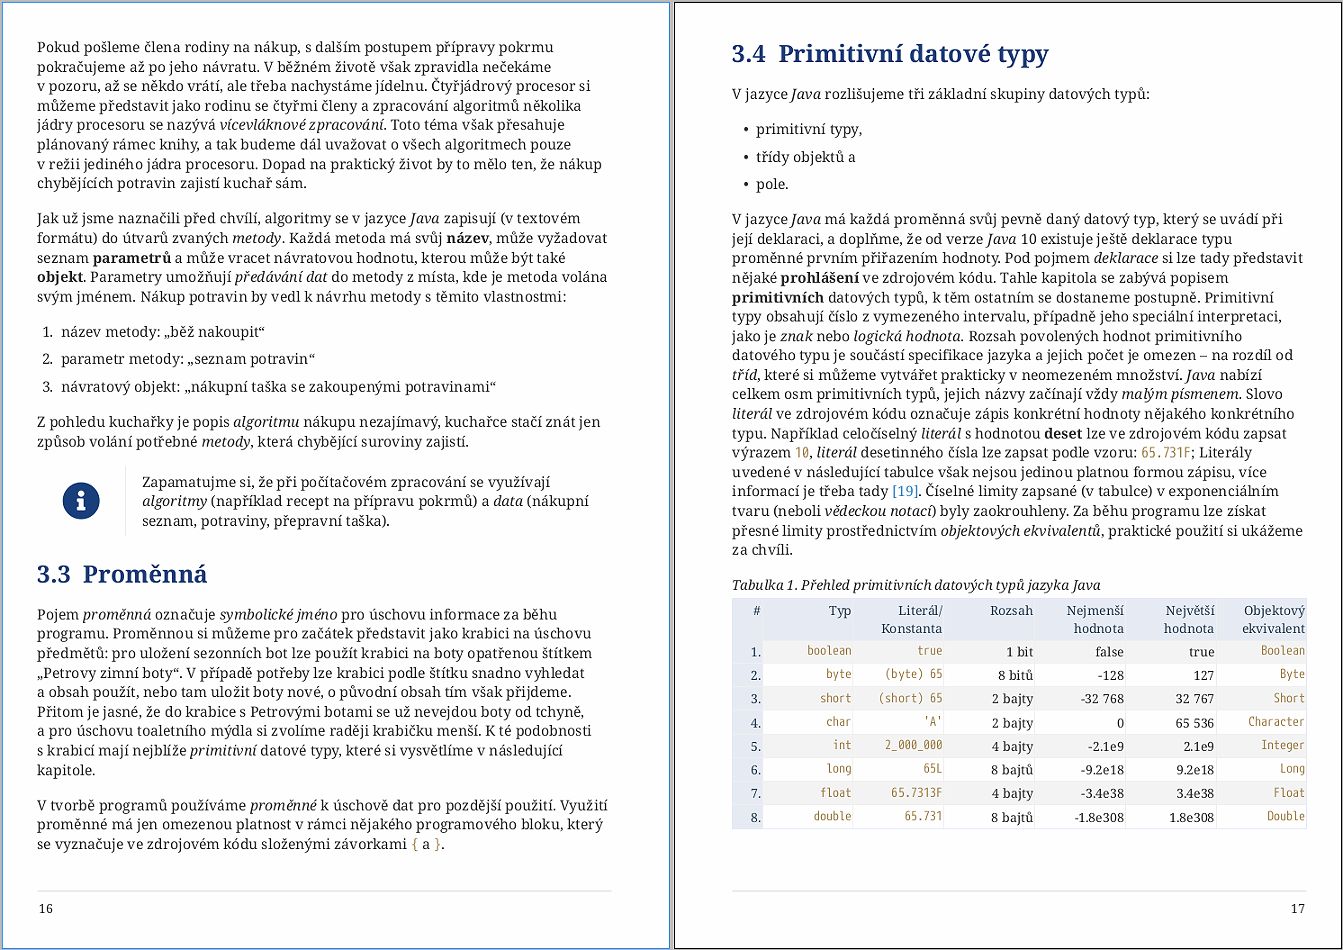 Pokud pošleme člena rodiny na nákup, s dalším postupem přípravy pokrmu
pokračujeme až po jeho návratu. V běžném životě však zpravidla nečekáme
v pozoru, až se někdo vrátí, ale třeba nachystáme jídelnu. Čtyřjádrový procesor si
můžeme představit jako rodinu se čtyřmi členy a zpracování algoritmů několika
jádry procesoru se nazývá vícevláknové zpracování. Toto téma však přesahuje
plánovaný rámec knihy, a tak budeme dál uvažovat o všech algoritmech pouze
v režii jediného jádra procesoru. Dopad na praktický život by to mělo ten, že nákup
chybějících potravin zajistí kuchař sám.
Jak už jsme naznačili před chvílí, algoritmy se v jazyce Java zapisují (v textovém
formátu) do útvarů zvaných metody. Každá metoda má svůj název, může vyžadovat
seznam parametrů a může vracet návratovou hodnotu, kterou může být také
objekt. Parametry umožňují předávání dat do metody z místa, kde je metoda volána
svým jménem. Nákup potravin by vedl k návrhu metody s těmito vlastnostmi:
1. název metody: „běž nakoupit“
2. parametr metody: „seznam potravin“
3. návratový objekt: „nákupní taška se zakoupenými potravinami“
Z pohledu kuchařky je popis algoritmu nákupu nezajímavý, kuchařce stačí znát jen
způsob volání potřebné metody, která chybějící suroviny zajistí.
Zapamatujme si, že při počítačovém zpracování se využívají
algoritmy (například recept na přípravu pokrmů) a data (nákupní
seznam, potraviny, přepravní taška).
3.3 Proměnná
Pojem proměnná označuje symbolické jméno pro úschovu informace za běhu
programu. Proměnnou si můžeme pro začátek představit jako krabici na úschovu
předmětů: pro uložení sezonních bot lze použít krabici na boty opatřenou štítkem
„Petrovy zimní boty“. V případě potřeby lze krabici podle štítku snadno vyhledat
a obsah použít, nebo tam uložit boty nové, o původní obsah tím však přijdeme.
Přitom je jasné, že do krabice s Petrovými botami se už nevejdou boty od tchyně,
a pro úschovu toaletního mýdla si zvolíme raději krabičku menší. K té podobnosti
s krabicí mají nejblíže primitivní datové typy, které si vysvětlíme v následující
kapitole.
V tvorbě programů používáme proměnné k úschově dat pro pozdější použití. Využití
proměnné má jen omezenou platnost v rámci nějakého programového bloku, který
se vyznačuje ve zdrojovém kódu složenými závorkami { a }.
16
3.4 Primitivní datové typy
V jazyce Java rozlišujeme tři základní skupiny datových typů:
• primitivní typy,
• třídy objektů a
• pole.
V jazyce Java má každá proměnná svůj pevně daný datový typ, který se uvádí při
její deklaraci, a doplňme, že od verze Java 10 existuje ještě deklarace typu
proměnné prvním přiřazením hodnoty. Pod pojmem deklarace si lze tady představit
nějaké prohlášení ve zdrojovém kódu. Tahle kapitola se zabývá popisem
primitivních datových typů, k těm ostatním se dostaneme postupně. Primitivní
typy obsahují číslo z vymezeného intervalu, případně jeho speciální interpretaci,
jako je znak nebo logická hodnota. Rozsah povolených hodnot primitivního
datového typu je součástí specifikace jazyka a jejich počet je omezen – na rozdíl od
tříd, které si můžeme vytvářet prakticky v neomezeném množství. Java nabízí
celkem osm primitivních typů, jejich názvy začínají vždy malým písmenem. Slovo
literál ve zdrojovém kódu označuje zápis konkrétní hodnoty nějakého konkrétního
typu. Například celočíselný literál s hodnotou deset lze ve zdrojovém kódu zapsat
výrazem 10, literál desetinného čísla lze zapsat podle vzoru: 65.731F; Literály
uvedené v následující tabulce však nejsou jedinou platnou formou zápisu, více
informací je třeba tady [19]. Číselné limity zapsané (v tabulce) v exponenciálním
tvaru (neboli vědeckou notací) byly zaokrouhleny. Za běhu programu lze získat
přesné limity prostřednictvím objektových ekvivalentů, praktické použití si ukážeme
za chvíli.
Tabulka 1. Přehled primitivních datových typů jazyka Java
# Typ Literál/ Rozsah Nejmenší Největší Objektový
Konstanta hodnota hodnota ekvivalent
1. boolean true 1 bit false true Boolean
2. byte (byte) 65 8 bitů -128 127 Byte
3. short (short) 65 2 bajty -32 768 32 767 Short
4. char 'A' 2 bajty 0 65 536 Character
5. int 2_000_000 4 bajty -2.1e9 2.1e9 Integer
6. long 65L 8 bajtů -9.2e18 9.2e18 Long
7. float 65.7313F 4 bajty -3.4e38 3.4e38 Float
8. double 65.731 8 bajtů -1.8e308 1.8e308 Double
17